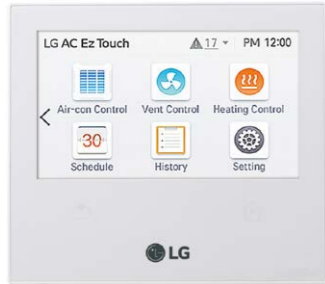 LG AC Ez Touch 17 PM 12:00
Air-con Control Vent Control Heating Control
30
Schedule History Setting
LG